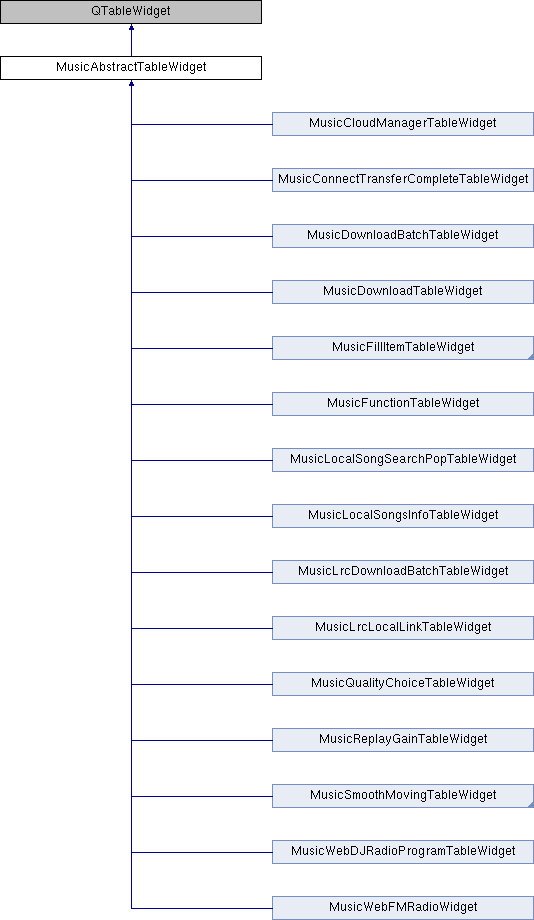 QTableWidget
MusicAbstractTableWidget
MusicCloudManagerTableWidget
MusicConnectTransferCompleteTableWidget
MusicDownloadBatchTableWidget
MusicDownloadTableWidget
MusicFillItemTableWidget
MusicFunctionTableWidget
MusicLocalSongSearchPopTableWidget
MusicLocalSongsInfoTableWidget
MusicLrcDownloadBatchTableWidget
MusicLrcLocalLinkTableWidget
MusicQualityChoiceTableWidget
MusicReplayGainTableWidget
MusicSmoothMovingTableWidget
MusicWebDJRadioProgramTableWidget
MusicWebFMRadioWidget